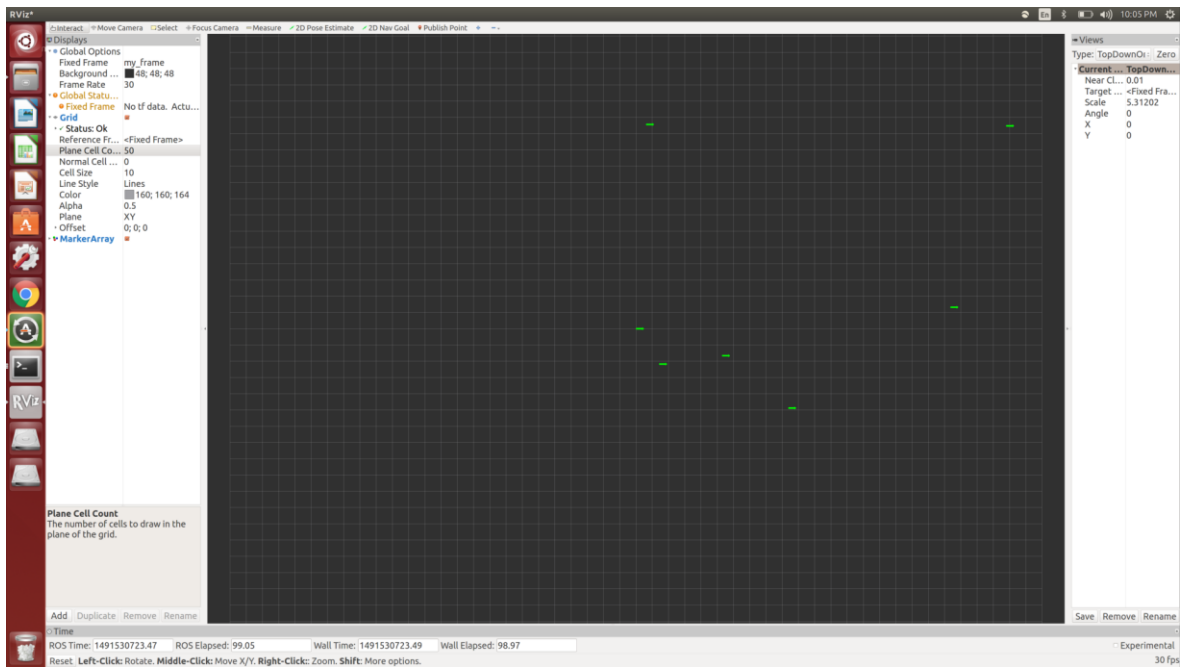 RViz*
En
10:05 PM
Interact
Move Camera
Select
Focus Camera
Measure
2D Pose Estimate
2D Nav Goal
Publish Point
Displays
Global Options
Fixed Frame my_frame
Background ... 48; 48; 48
Frame Rate 30
Global Statu...
Fixed Frame No tf data. Actu...
Grid
Status: Ok
Reference Fr... <Fixed Frame>
Plane Cell Co... 50
Normal Cell ... 0
Cell Size 10
Line Style Lines
Color 160; 160; 164
Alpha 0.5
Plane XY
Offset 0; 0; 0
MarkerArray
Plane Cell Count
The number of cells to draw in the
plane of the grid.
Add Duplicate Remove Rename
Views
Type: TopDownOr Zero
Current ... TopDown...
Near Cl... 0.01
Target ... <Fixed Fra...
Scale 5.31202
Angle 0
X 0
Y 0
Save Remove Rename
RViz
Time
ROS Time: 1491530723.47 ROS Elapsed: 99.05 Wall Time: 1491530723.49 Wall Elapsed: 98.97 Experimental
Reset Left-Click: Rotate. Middle-Click: Move X/Y. Right-Click:: Zoom. Shift: More options. 30 fps